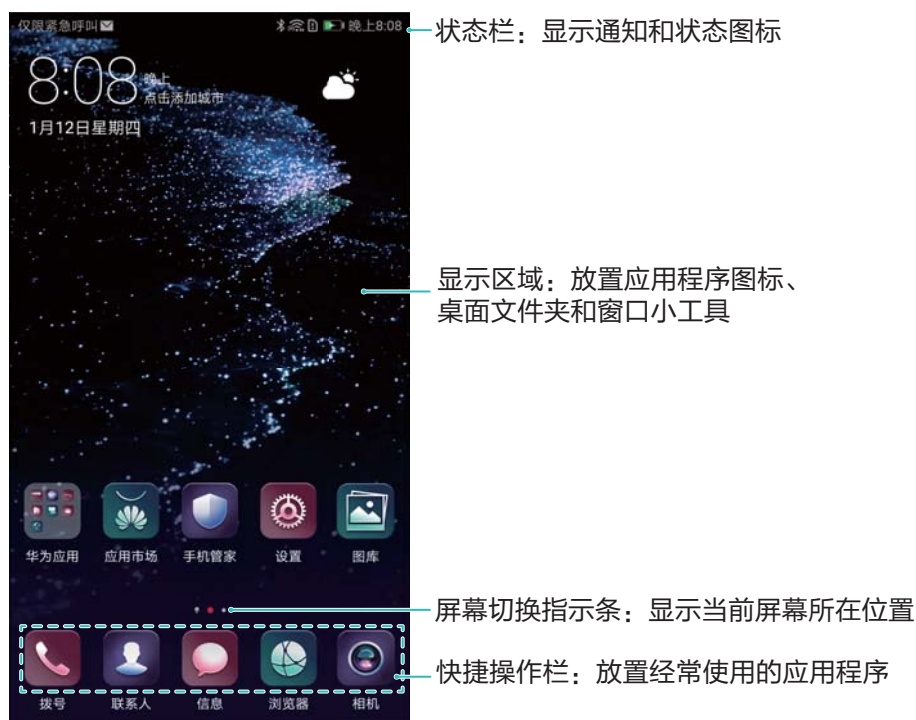 仅限紧急呼叫
晚上8:08
状态栏：显示通知和状态图标
8:08
晚上
点击添加城市
1月12日星期四
显示区域：放置应用程序图标、
桌面文件夹和窗口小工具
华为应用
应用市场
手机管家
设置
图库
屏幕切换指示条：显示当前屏幕所在位置
快捷操作栏：放置经常使用的应用程序
拨号
联系人
信息
浏览器
相机